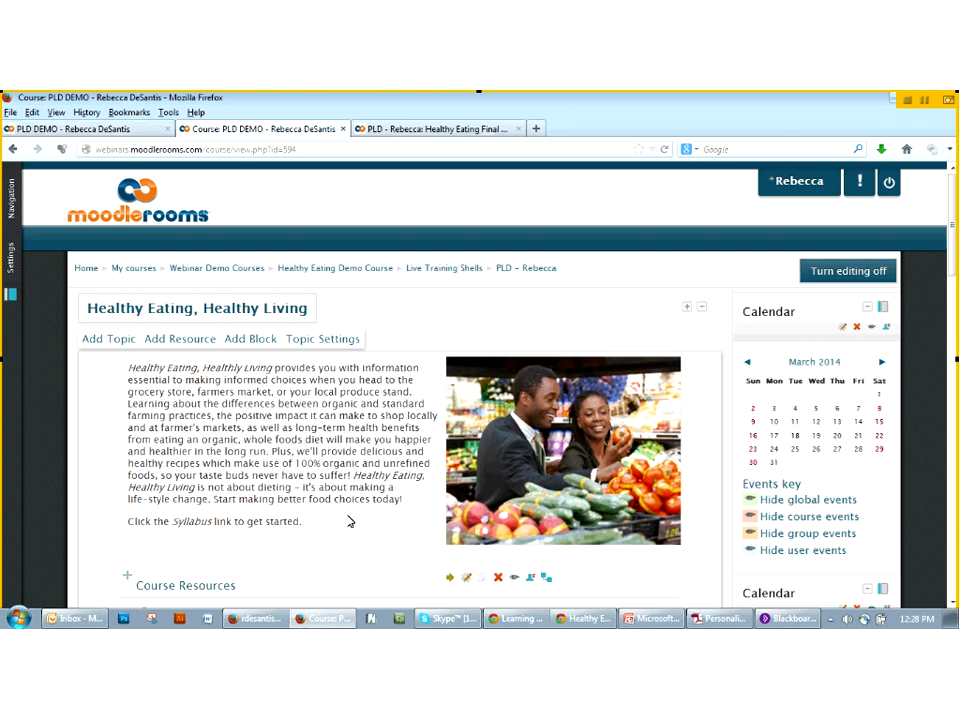 Course: PLD DEMO - Rebecca DeSantis - Mozilla Firefox
File Edit View History Bookmarks Tools Help
PLD DEMO - Rebecca DeSantis
Course: PLD DEMO - Rebecca DeSantis
PLD - Rebecca: Healthy Eating Final ...
webinars.moodlerooms.com/course/view.php?id=594
Google
Navigation
Settings
moodlerooms
Rebecca
!
Home My courses Webinar Demo Courses Healthy Eating Demo Course Live Training Shells PLD - Rebecca
Turn editing off
Healthy Eating, Healthy Living
Add Topic Add Resource Add Block Topic Settings
Healthy Eating, Healthly Living provides you with information
essential to making informed choices when you head to the
grocery store, farmers market, or your local produce stand.
Learning about the differences between organic and standard
farming practices, the positive impact it can make to shop locally
and at farmer's markets, as well as long-term health benefits
from eating an organic, whole foods diet will make you happier
and healthier in the long run. Plus, we'll provide delicious and
healthy recipes which make use of 100% organic and unrefined
foods, so your taste buds never have to suffer! Healthy Eating,
Healthy Living is not about dieting - it's about making a
life-style change. Start making better food choices today!
Click the Syllabus link to get started.
Course Resources
Calendar
March 2014
Sun Mon Tue Wed Thu Fri Sat
1
2 3 4 5 6 7 8
9 10 11 12 13 14 15
16 17 18 19 20 21 22
23 24 25 26 27 28 29
30 31
Events key
Hide global events
Hide course events
Hide group events
Hide user events
Calendar
Inbox - M... rdesantis... Course: P... Skype™ [1... Learning ... Healthy E... Microsoft... Personali... Blackboar... 12:28 PM